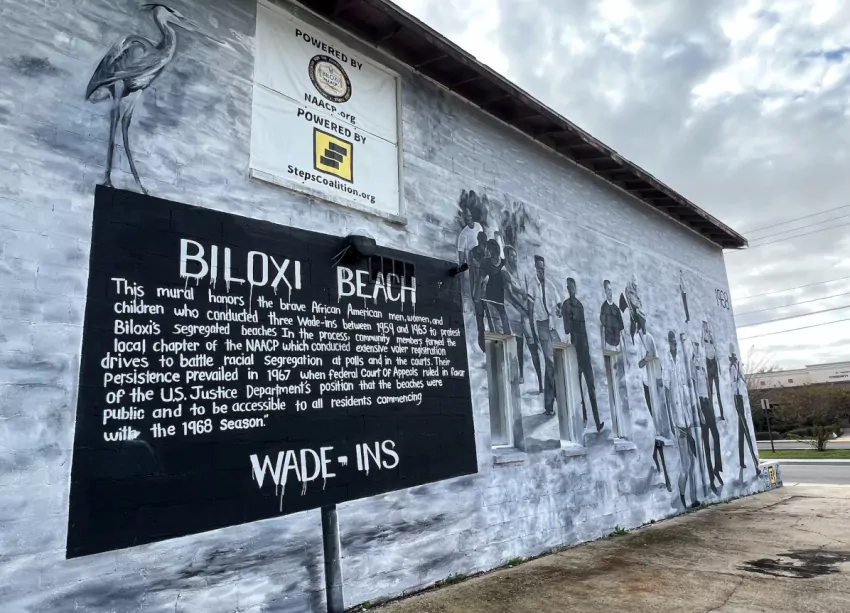 POWERED BY
NAACP.org
POWERED BY
StepsCoalition.org
BILOXI BEACH
This mural honors the brave African American men, women, and
children who conducted three Wade-ins between 1959 and 1963 to protest
Biloxi's segregated beaches In the process, community members formed the
local chapter of the NAACP which conducted extensive voter registration
drives to battle racial segregation at polls and in the courts. Their
persistence prevailed in 1967 when federal Court of Appeals ruled in favor
of the U.S. Justice Department's position that the beaches were
public and to be accessible to all residents commencing
with the 1968 season."
WADE-INS